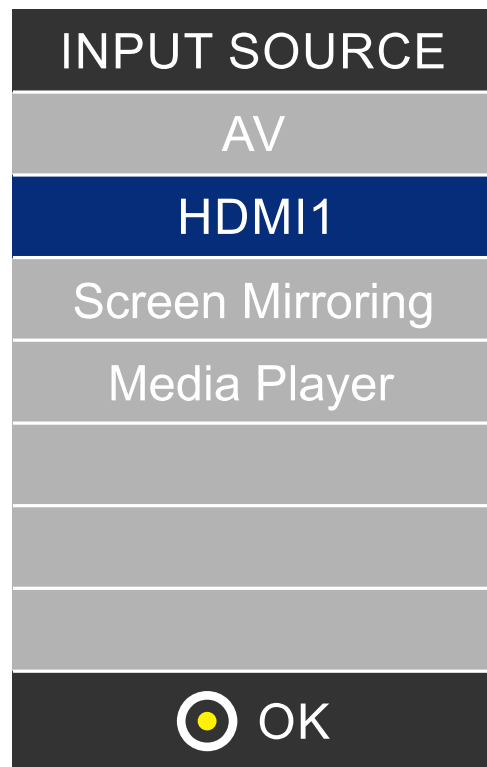 INPUT SOURCE
AV
HDMI1
Screen Mirroring
Media Player
OK